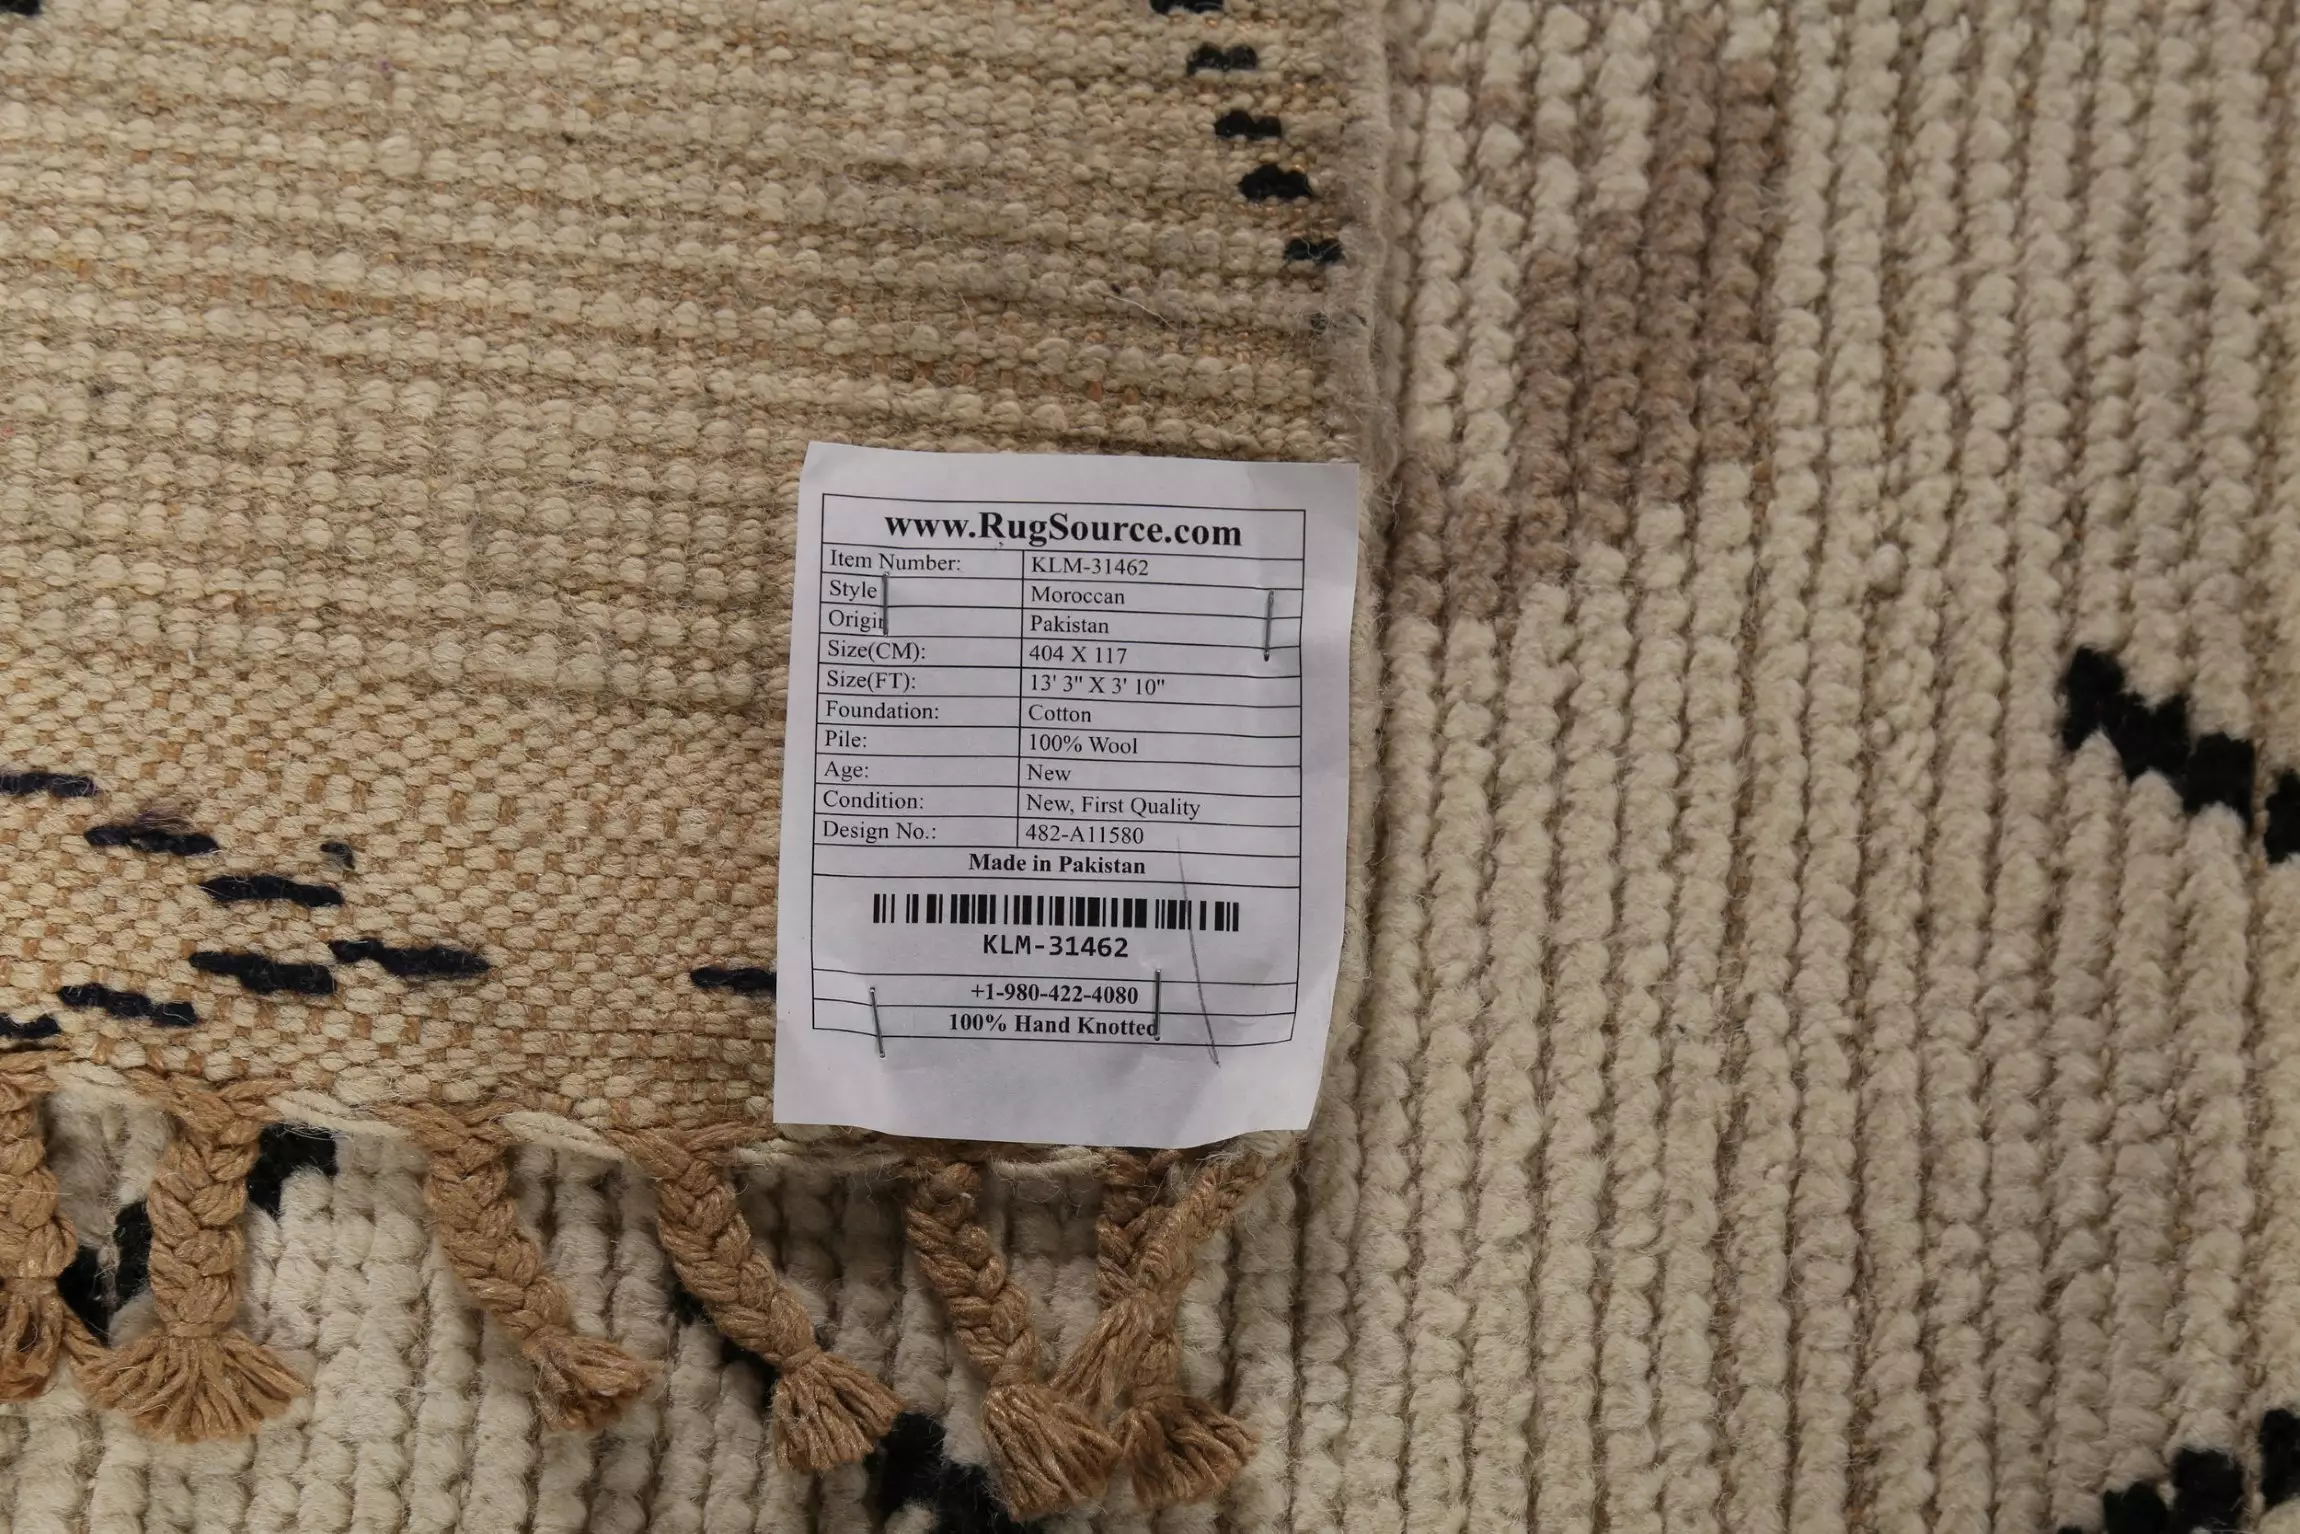 www.RugSource.com
Item Number: KLM-31462
Style Moroccan
Origin Pakistan
Size(CM): 404 X 117
Size(FT): 13' 3" X 3' 10"
Foundation: Cotton
Pile: 100% Wool
Age: New
Condition: New, First Quality
Design No.: 482-A11580
Made in Pakistan
KLM-31462
+1-980-422-4080
100% Hand Knotted